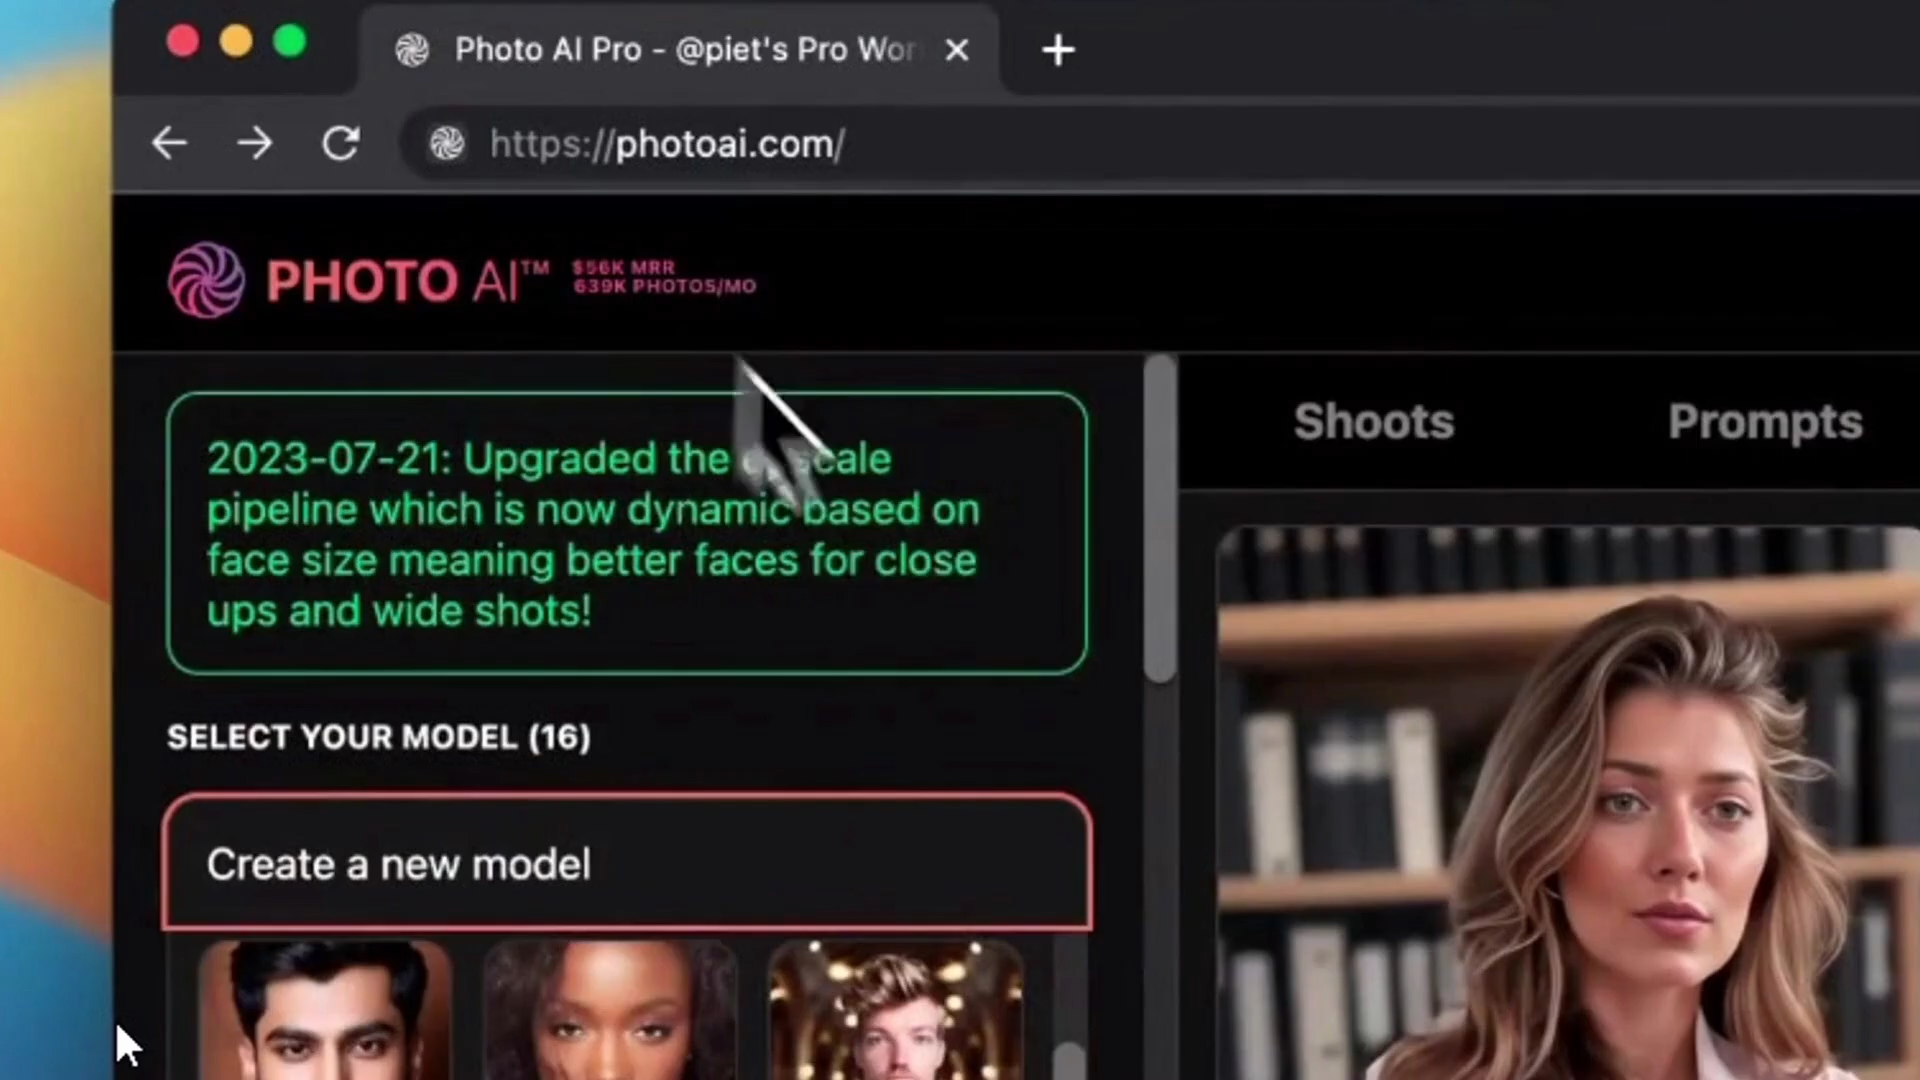 Photo AI Pro - @piet's Pro Wor
https://photoai.com/
PHOTO AI™
$56K MRR
639K PHOTOS/MO
2023-07-21: Upgraded the
pipeline which is now dynamic based on
face size meaning better faces for close
ups and wide shots!
Shoots
Prompts
SELECT YOUR MODEL (16)
Create a new model